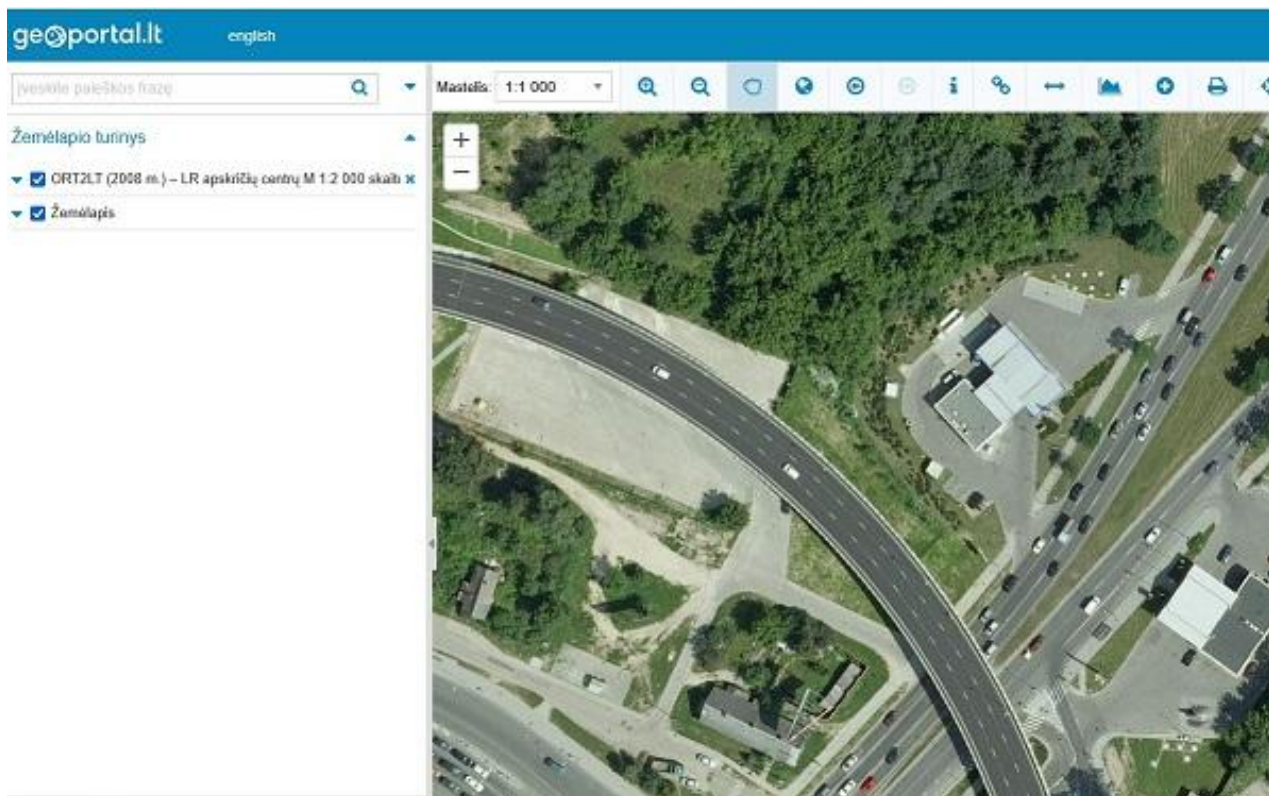 geoportal.lt
english
Įveskite paieškos frazę
Mastelis: 1:1 000
Žemėlapio turinys
ORT2LT (2008 m.) – LR apskričių centrų M 1:2 000 skaitı
Žemėlapis